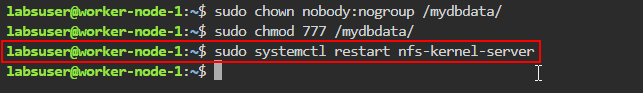 labsuser@worker-node-1:~$ sudo chown nobody:nogroup /mydbdata/
labsuser@worker-node-1:~$ sudo chmod 777 /mydbdata/
labsuser@worker-node-1:~$ sudo systemctl restart nfs-kernel-server
labsuser@worker-node-1:~$